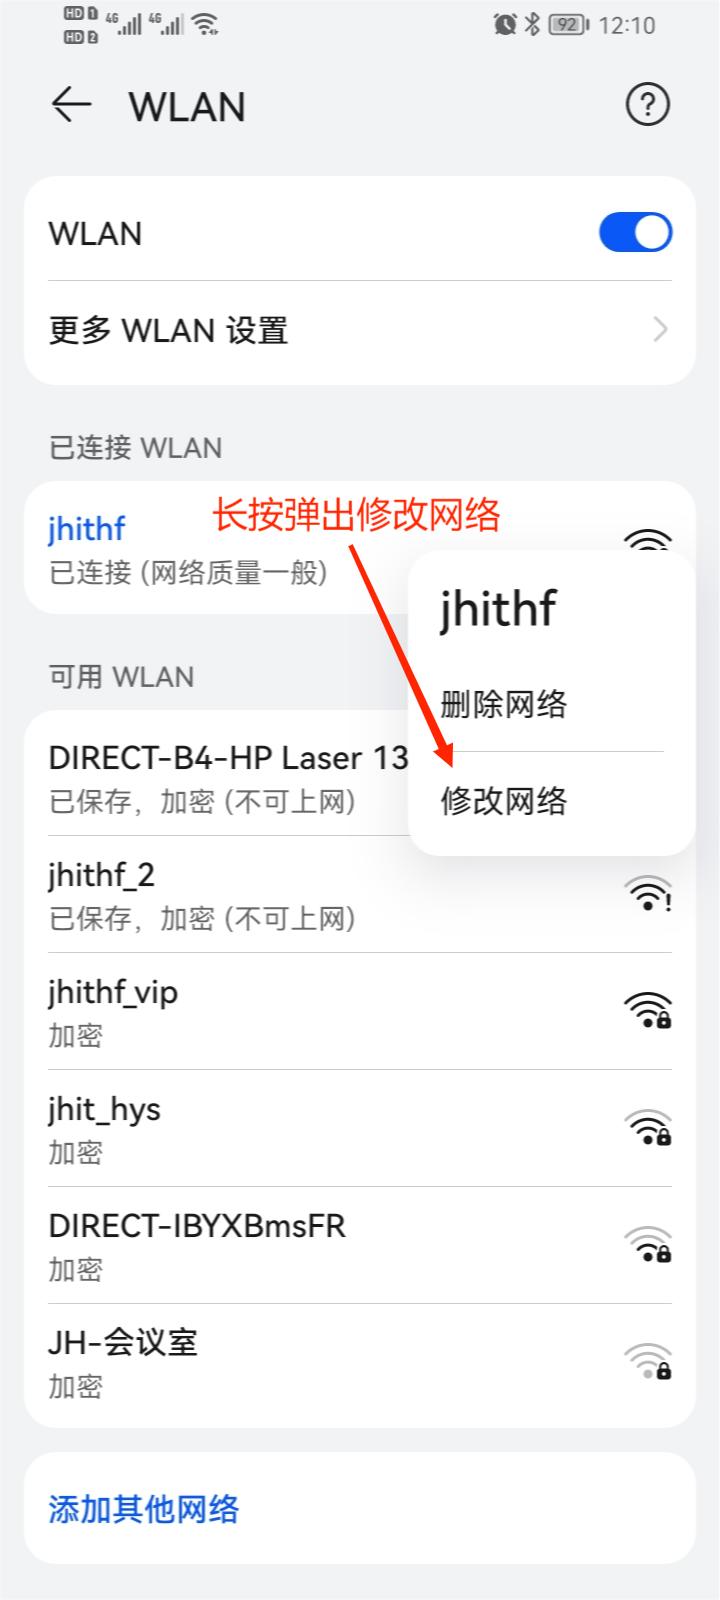 HD 1 4G 4G 92 12:10
HD 2
WLAN
WLAN
更多 WLAN 设置
已连接 WLAN
长按弹出修改网络
jhithf
已连接 (网络质量一般)
jhithf
删除网络
修改网络
可用 WLAN
DIRECT-B4-HP Laser 13
已保存，加密 (不可上网)
jhithf_2
已保存，加密 (不可上网)
jhithf_vip
加密
jhit_hys
加密
DIRECT-IBYXBmsFR
加密
JH-会议室
加密
添加其他网络